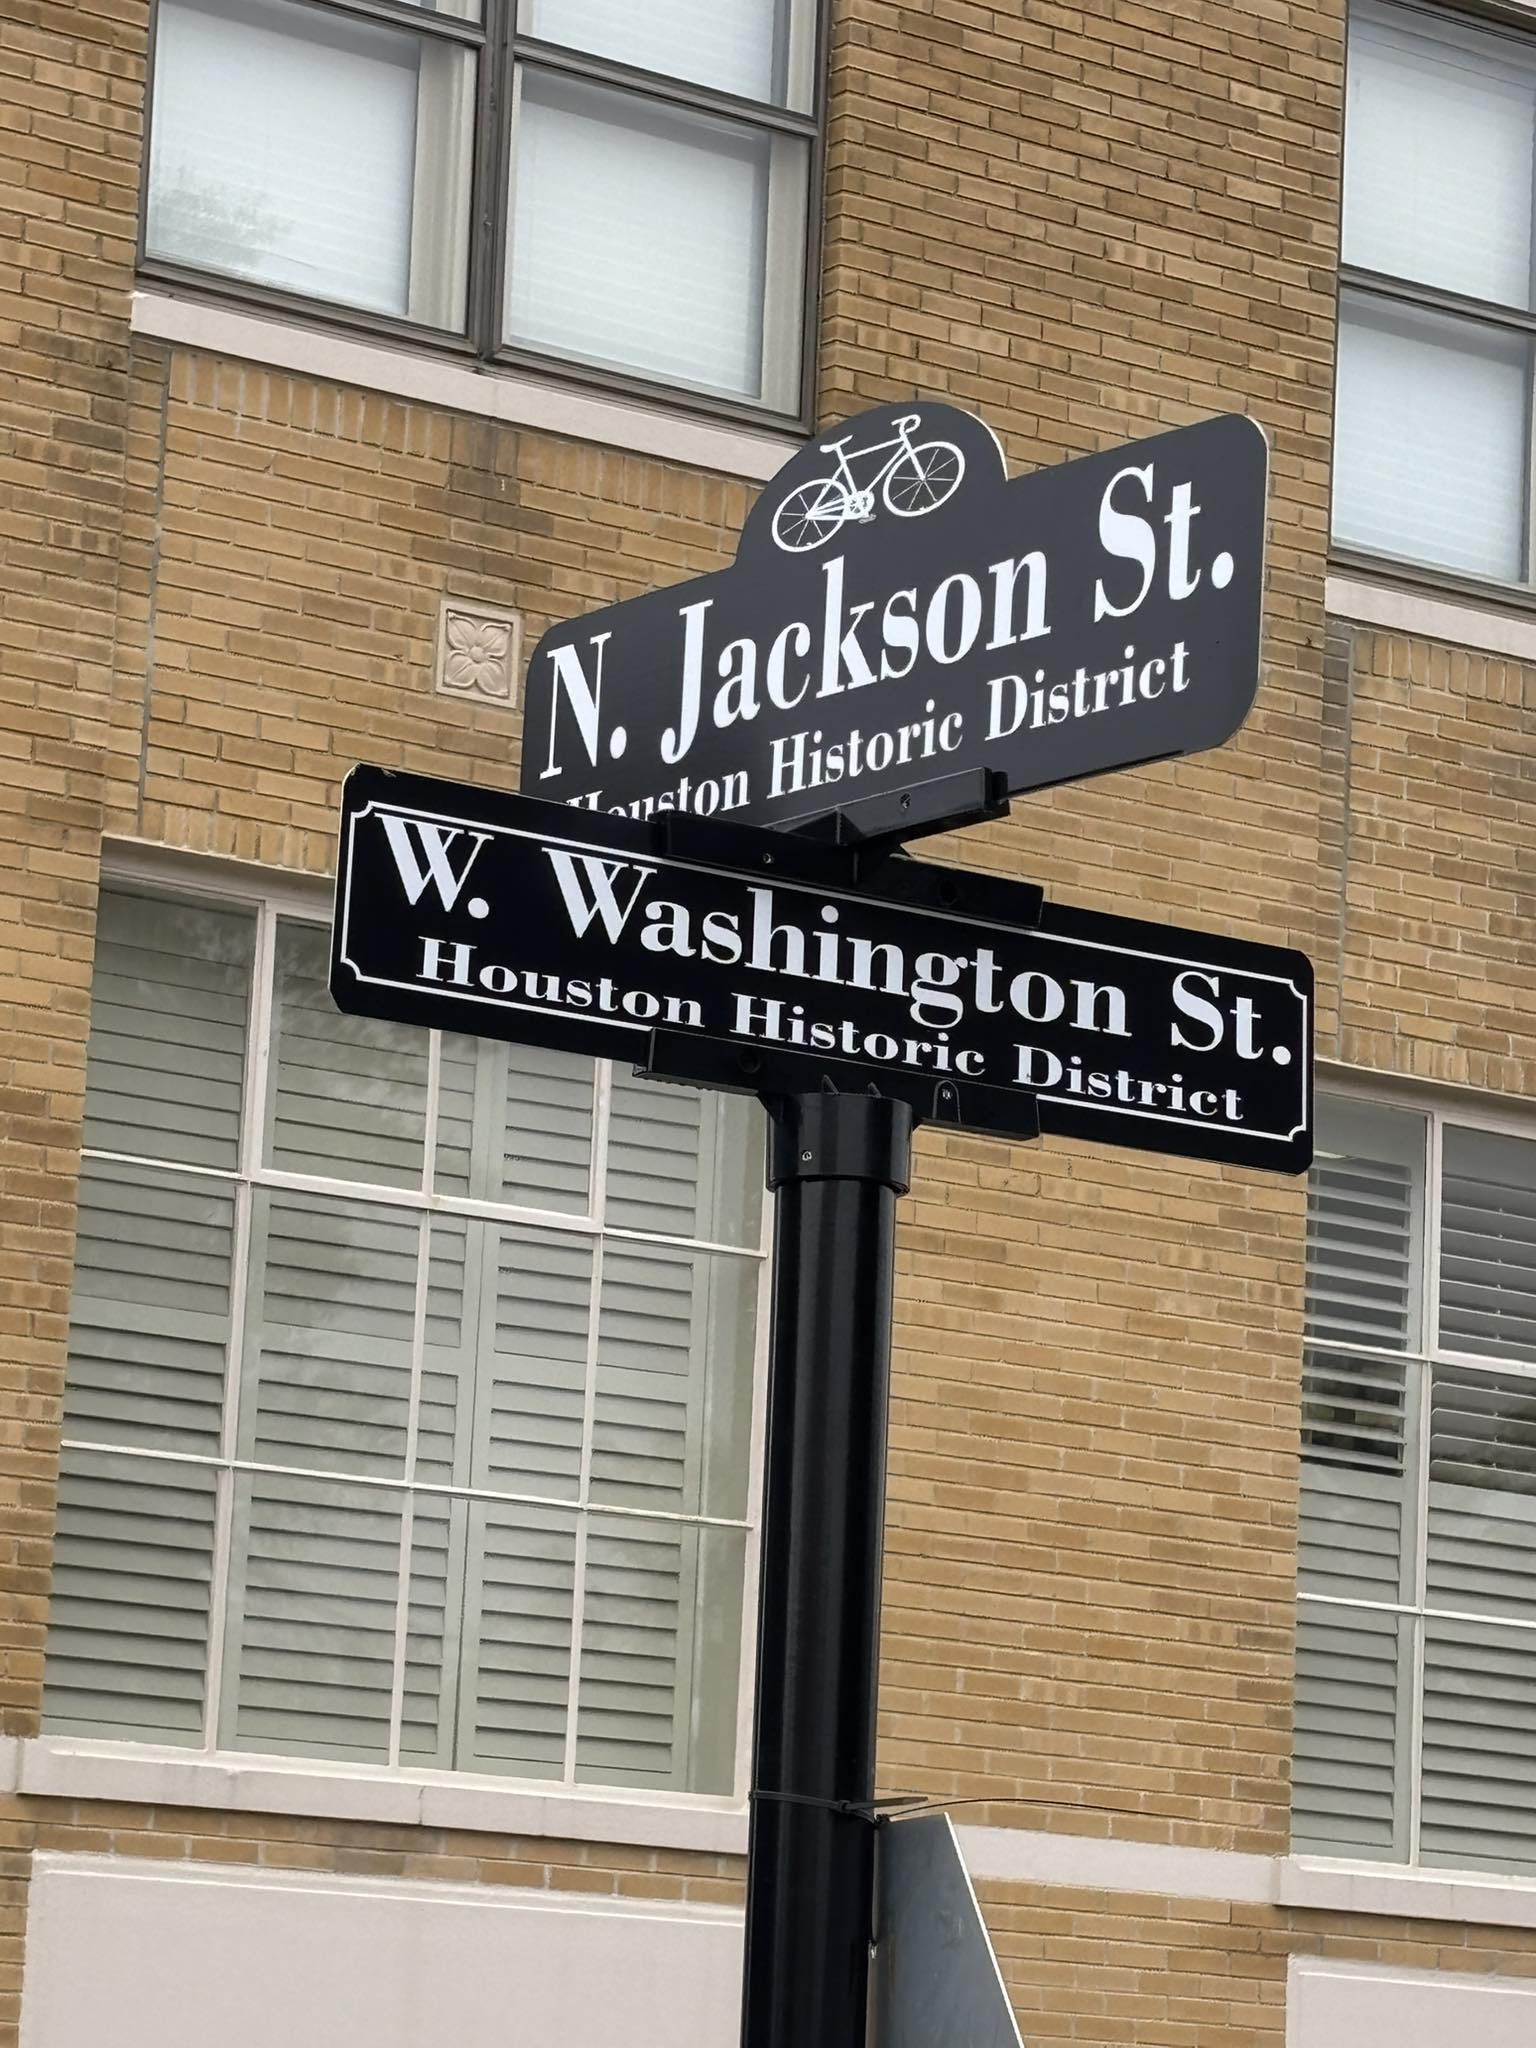 N. Jackson St.
Houston Historic District
W. Washington St.
Houston Historic District